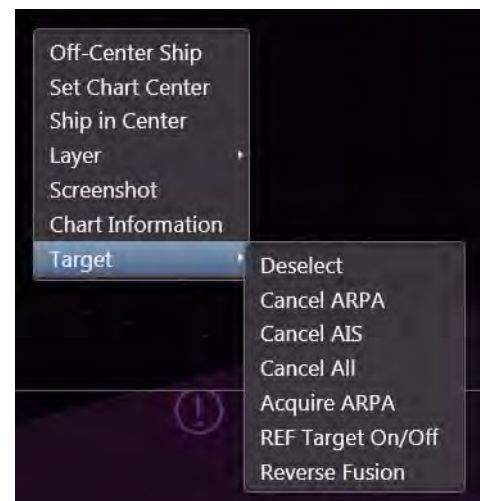 Off-Center Ship
Set Chart Center
Ship in Center
Layer
Screenshot
Chart Information
Target
Deselect
Cancel ARPA
Cancel AIS
Cancel All
Acquire ARPA
REF Target On/Off
Reverse Fusion